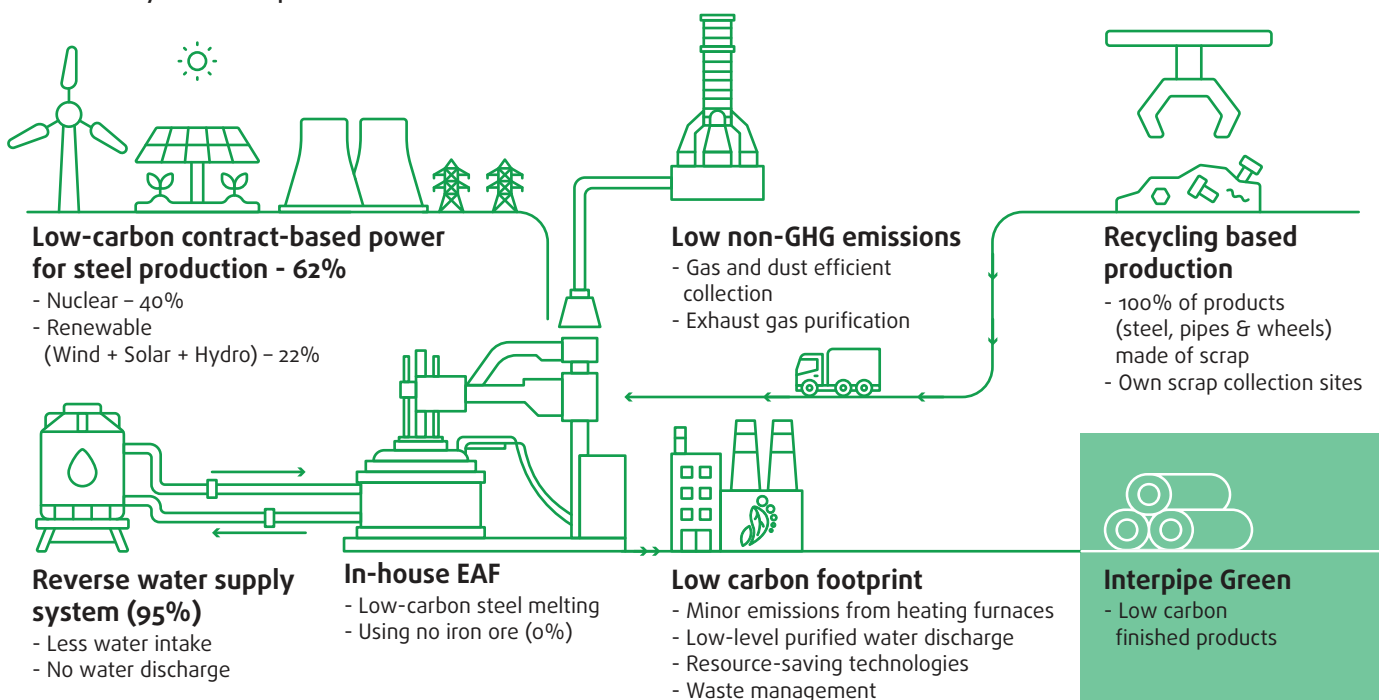 Low-carbon contract-based power
for steel production - 62%
- Nuclear – 40%
- Renewable
(Wind + Solar + Hydro) – 22%
Low non-GHG emissions
- Gas and dust efficient
collection
- Exhaust gas purification
Recycling based
production
- 100% of products
(steel, pipes & wheels)
made of scrap
- Own scrap collection sites
Reverse water supply
system (95%)
- Less water intake
- No water discharge
In-house EAF
- Low-carbon steel melting
- Using no iron ore (0%)
Low carbon footprint
- Minor emissions from heating furnaces
- Low-level purified water discharge
- Resource-saving technologies
- Waste management
Interpipe Green
- Low carbon
finished products